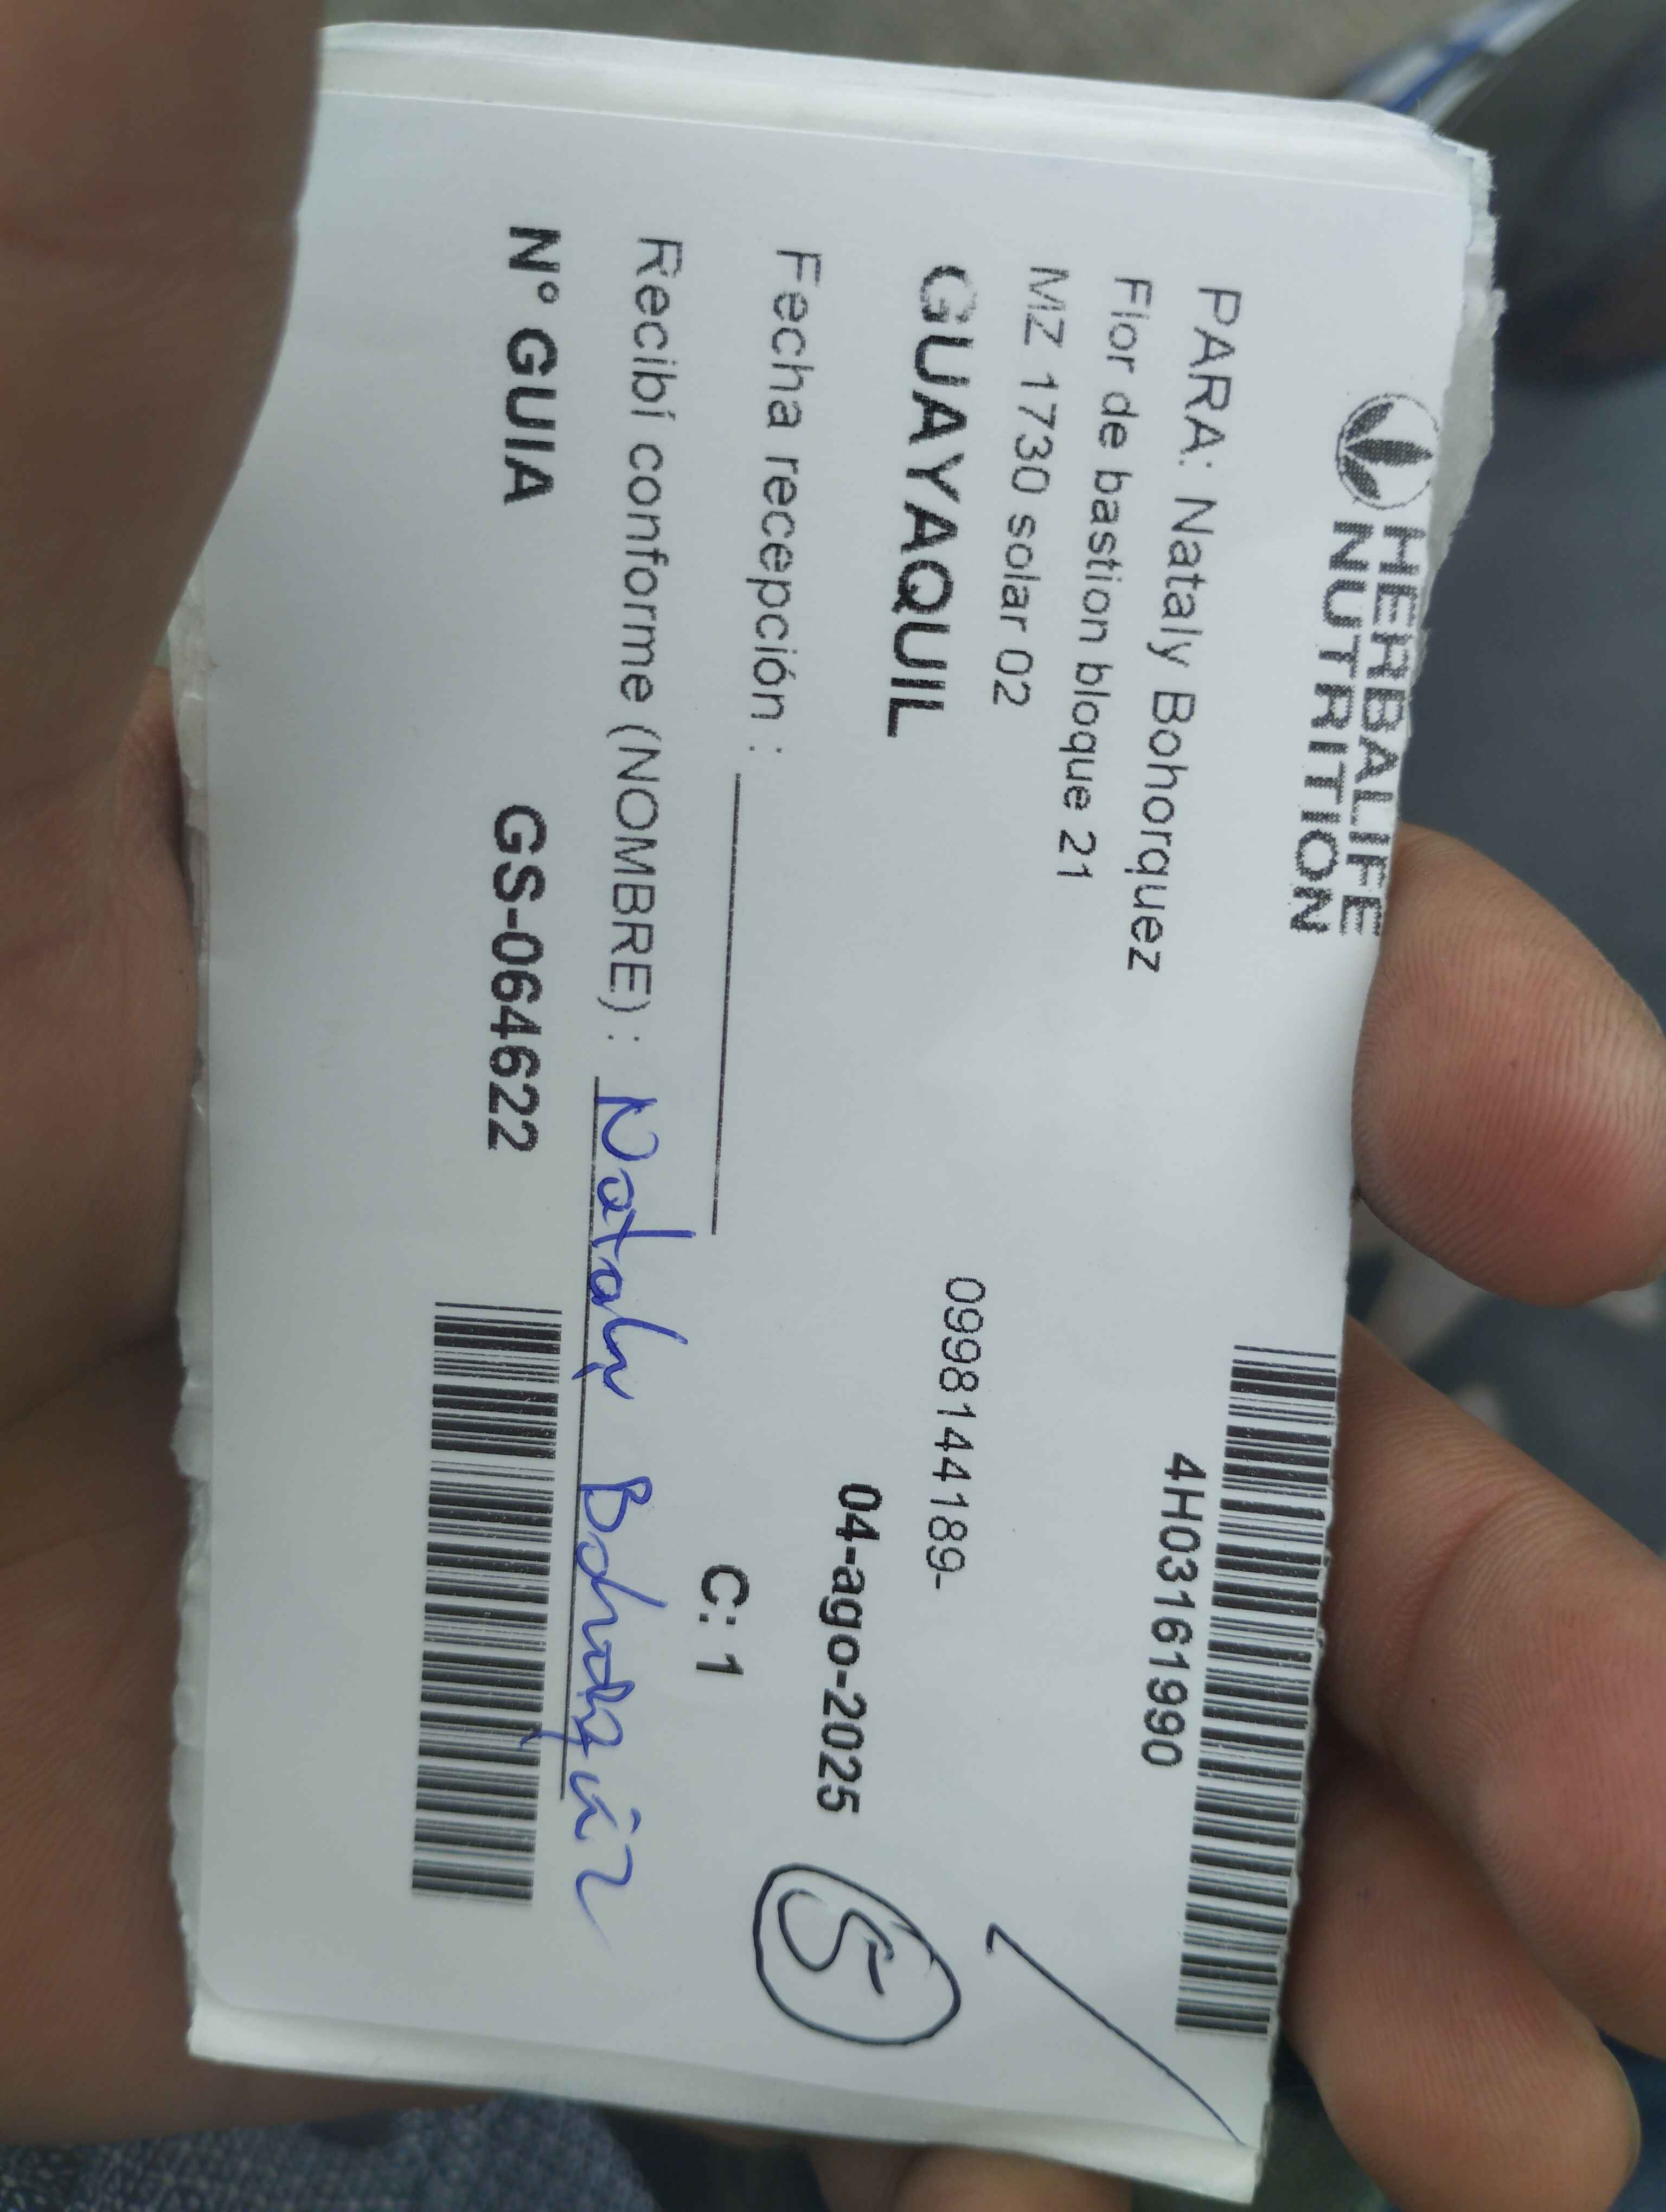 HERBALIFE
NUTRITION
4H03161990
PARA: Nataly Bohorquez
Flor de bastion bloque 21
MZ 1730 solar 02
0998144189-
GUAYAQUIL
04-ago-2025
5
Fecha recepción :
C: 1
Recibí conforme (NOMBRE) : Nataly Bohorquez
N° GUIA GS-064622